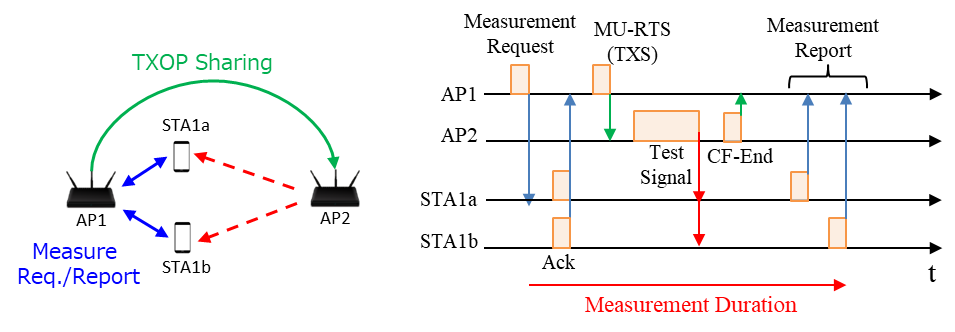 TXOP Sharing
STA1a
AP1
AP2
STA1b
Measure
Req./Report
Measurement
Request
MU-RTS
(TXS)
Measurement
Report
AP1
AP2
Test
Signal
CF-End
STA1a
STA1b
Ack
t
Measurement Duration